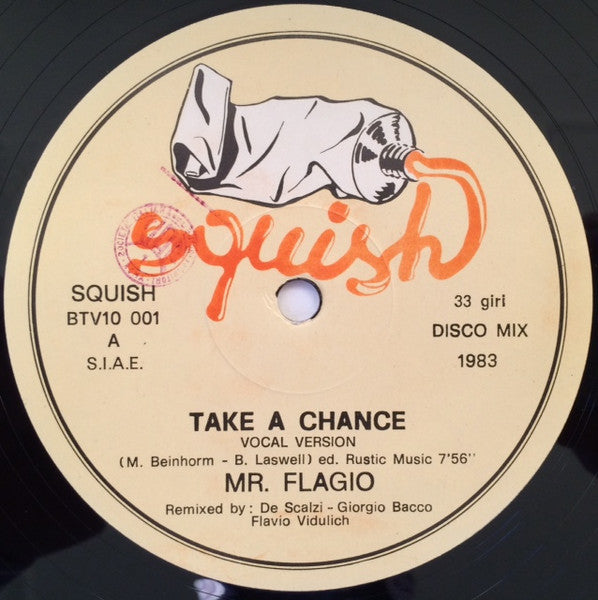 Squish
SQUISH
BTV10 001
A
S.I.A.E.
33 giri
DISCO MIX
1983
TAKE A CHANCE
VOCAL VERSION
(M. Beinhorm - B. Laswell) ed. Rustic Music 7'56''
MR. FLAGIO
Remixed by: De Scalzi - Giorgio Bacco
Flavio Vidulich